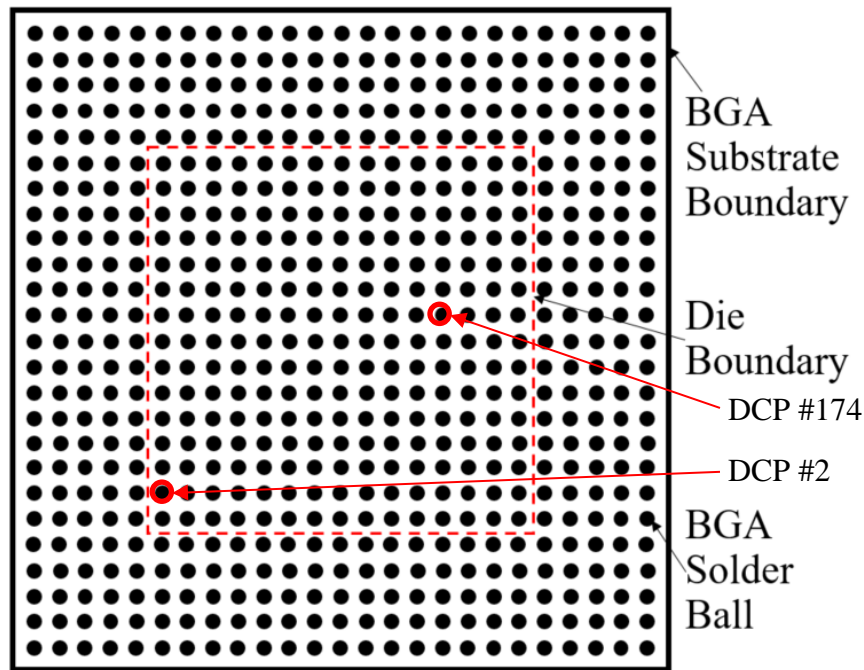 BGA
Substrate
Boundary
Die
Boundary
DCP #174
DCP #2
BGA
Solder
Ball